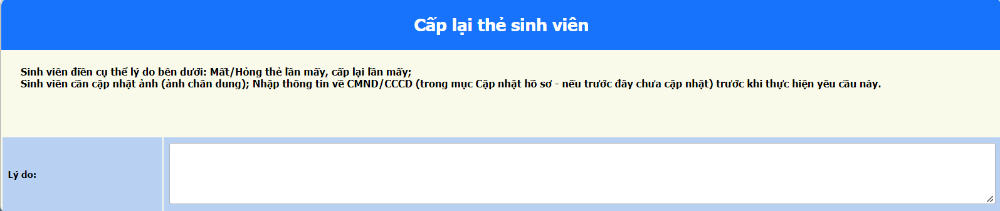 Cấp lại thẻ sinh viên
Sinh viên điền cụ thể lý do bên dưới: Mất/Hỏng thẻ lần mấy, cấp lại lần mấy;
Sinh viên cần cập nhật ảnh (ảnh chân dung); Nhập thông tin về CMND/CCCD (trong mục Cập nhật hồ sơ - nếu trước đây chưa cập nhật) trước khi thực hiện yêu cầu này.
Lý do: